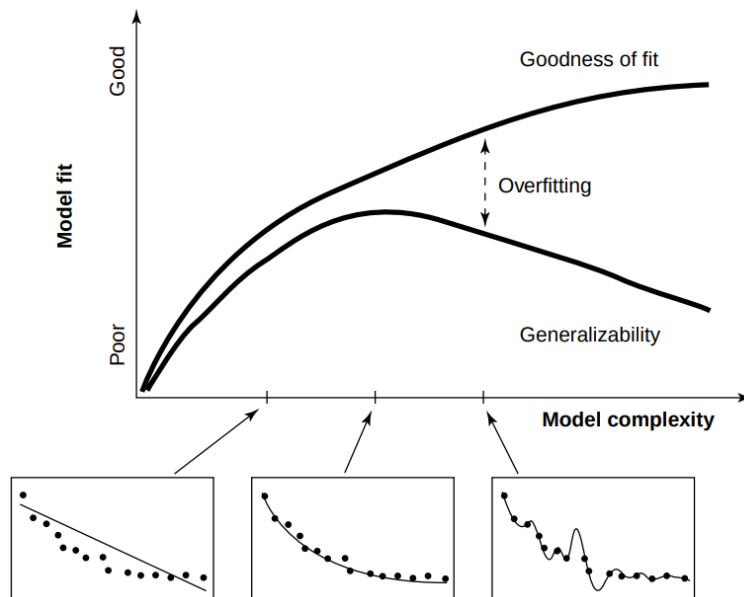 Good
Goodness of fit
Model fit
Overfitting
Poor
Generalizability
Model complexity